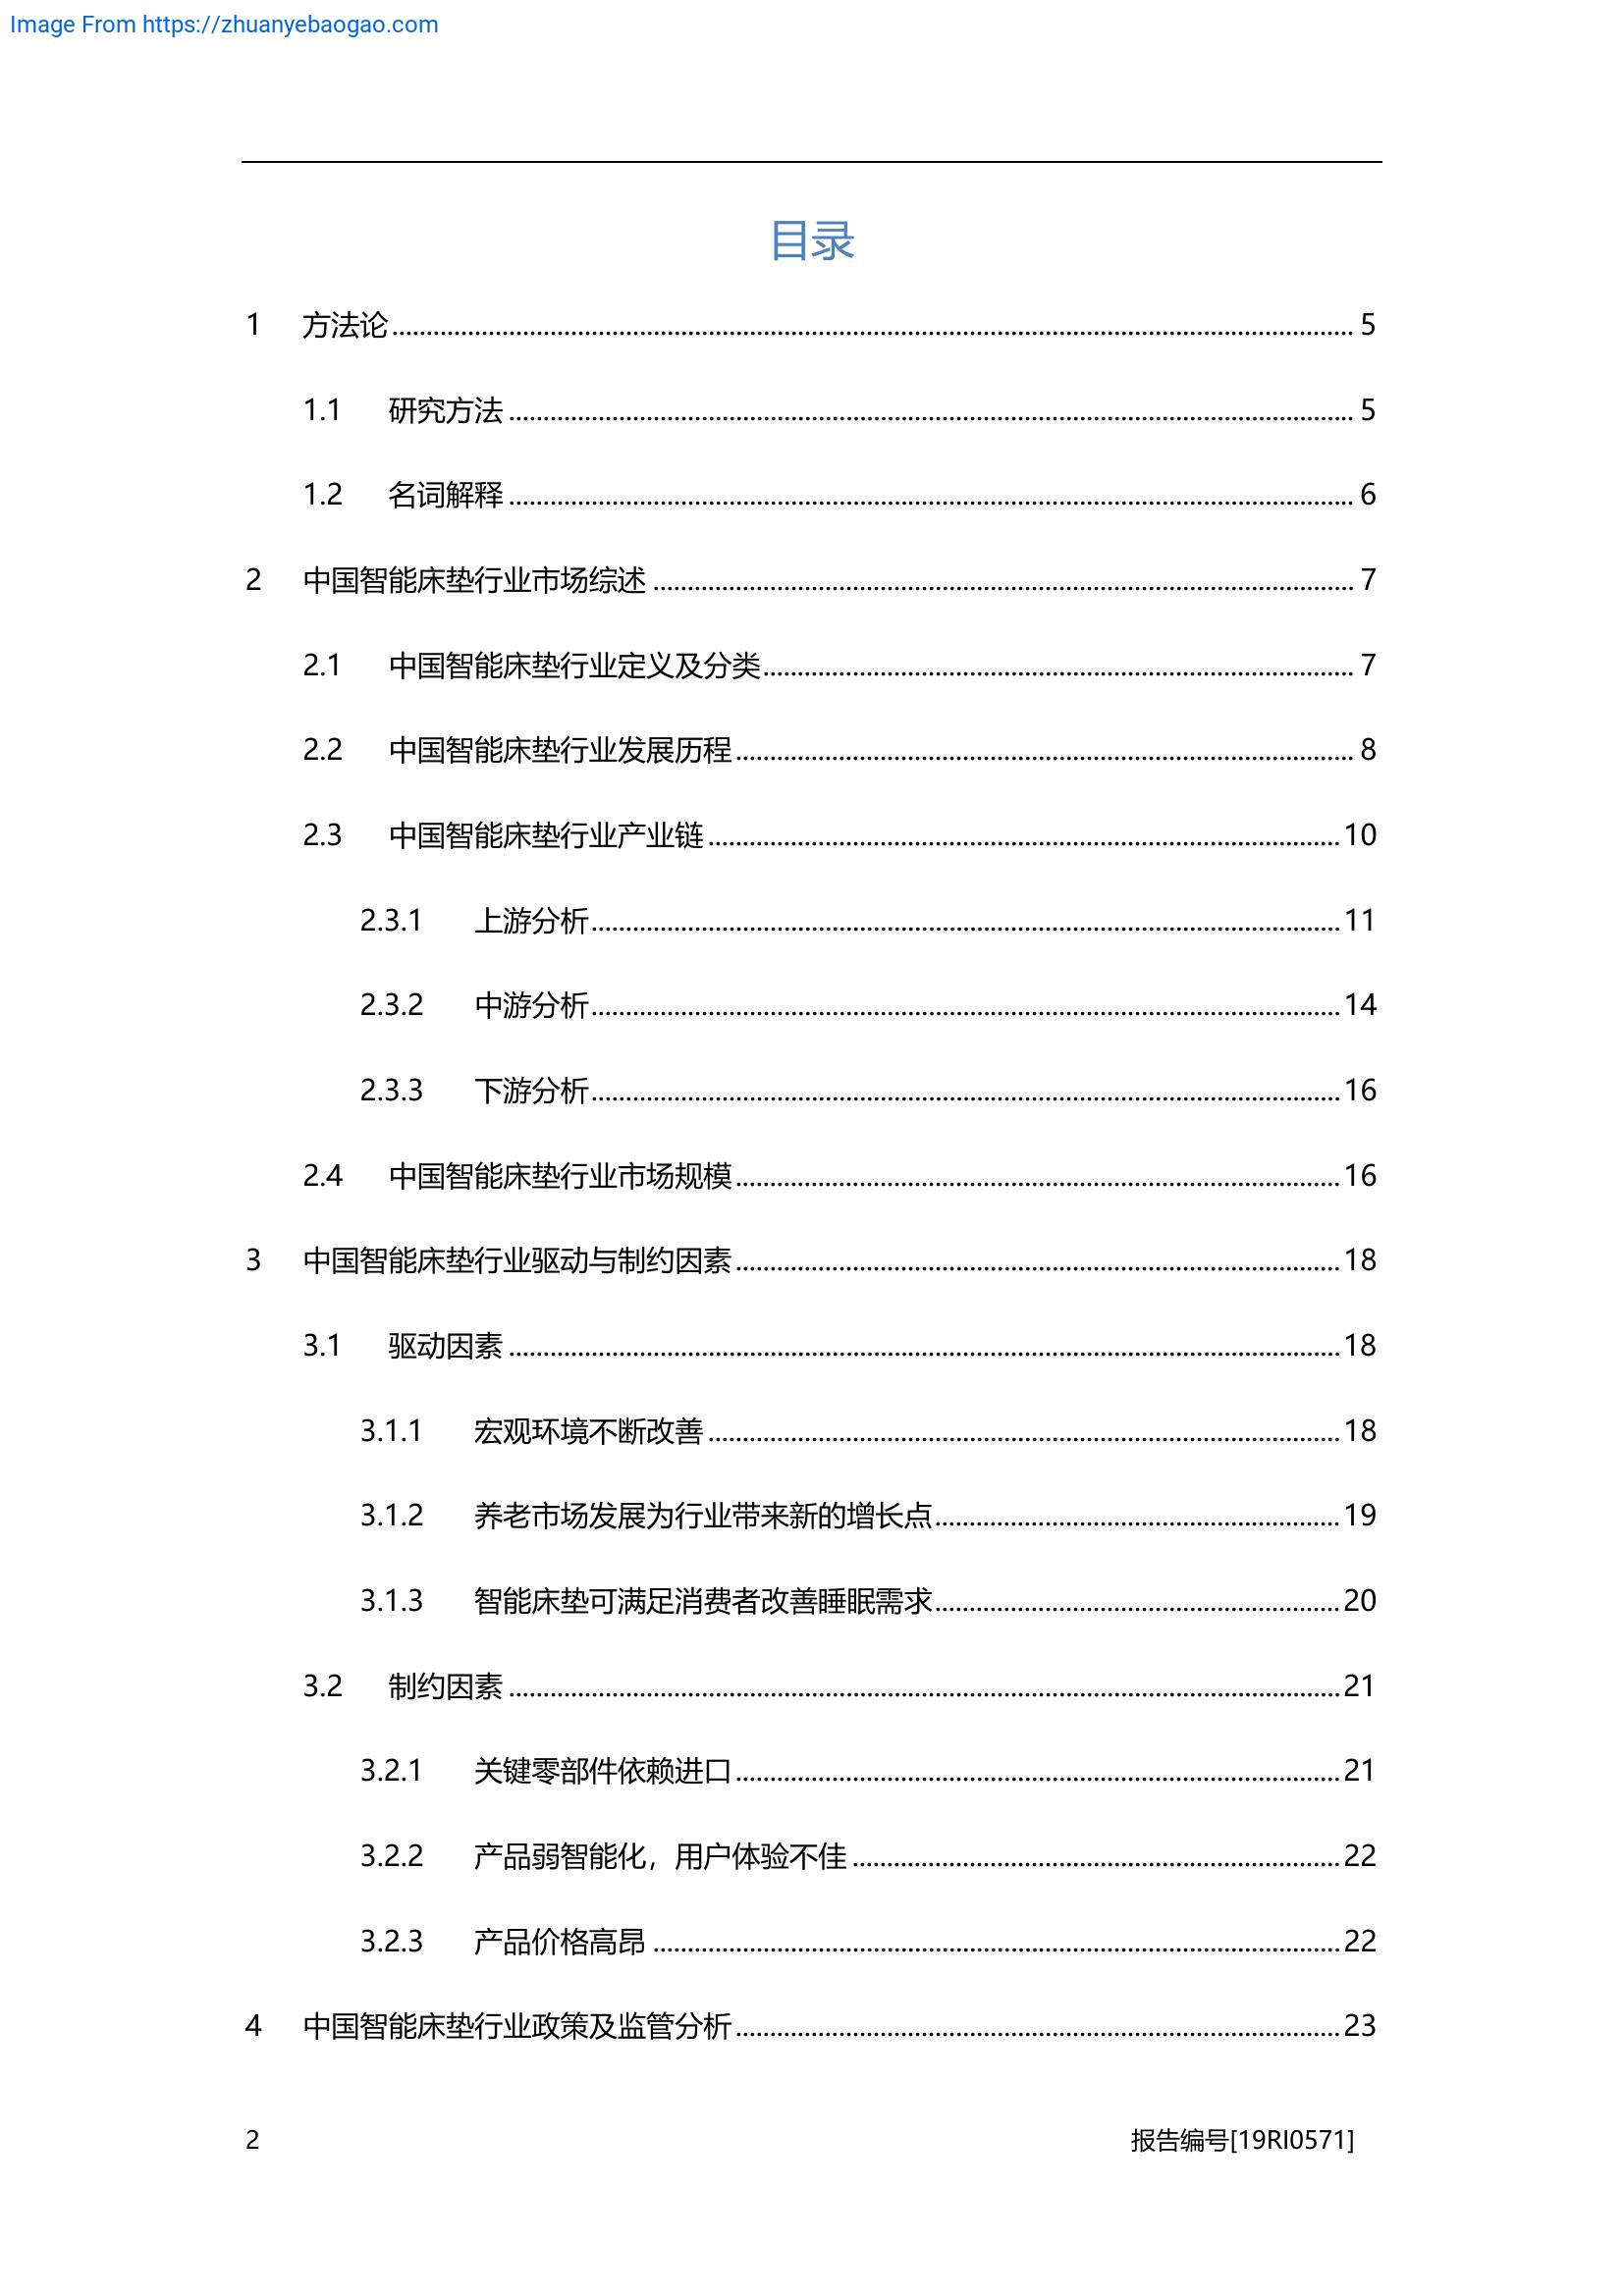 Image From https://zhuanyebaogao.com
目录
1 方法论 5
1.1 研究方法 5
1.2 名词解释 6
2 中国智能床垫行业市场综述 7
2.1 中国智能床垫行业定义及分类 7
2.2 中国智能床垫行业发展历程 8
2.3 中国智能床垫行业产业链 10
2.3.1 上游分析 11
2.3.2 中游分析 14
2.3.3 下游分析 16
2.4 中国智能床垫行业市场规模 16
3 中国智能床垫行业驱动与制约因素 18
3.1 驱动因素 18
3.1.1 宏观环境不断改善 18
3.1.2 养老市场发展为行业带来新的增长点 19
3.1.3 智能床垫可满足消费者改善睡眠需求 20
3.2 制约因素 21
3.2.1 关键零部件依赖进口 21
3.2.2 产品弱智能化，用户体验不佳 22
3.2.3 产品价格高昂 22
4 中国智能床垫行业政策及监管分析 23
2 报告编号[19RI0571]